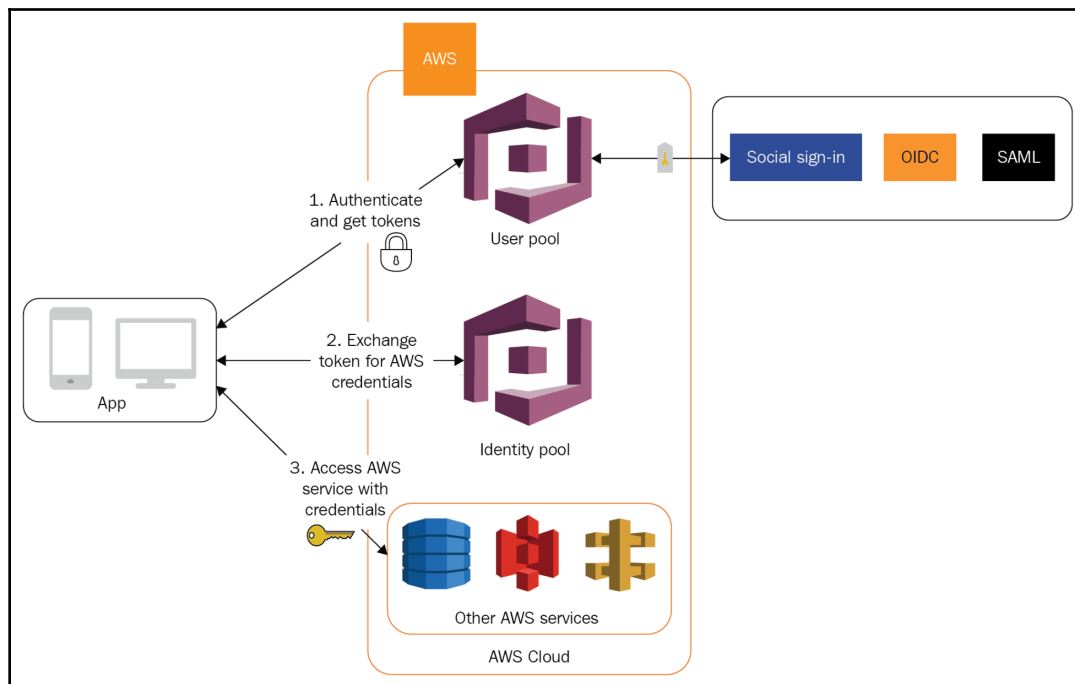 AWS
Social sign-in
OIDC
SAML
1. Authenticate
and get tokens
User pool
2. Exchange
token for AWS
credentials
App
Identity pool
3. Access AWS
service with
credentials
Other AWS services
AWS Cloud